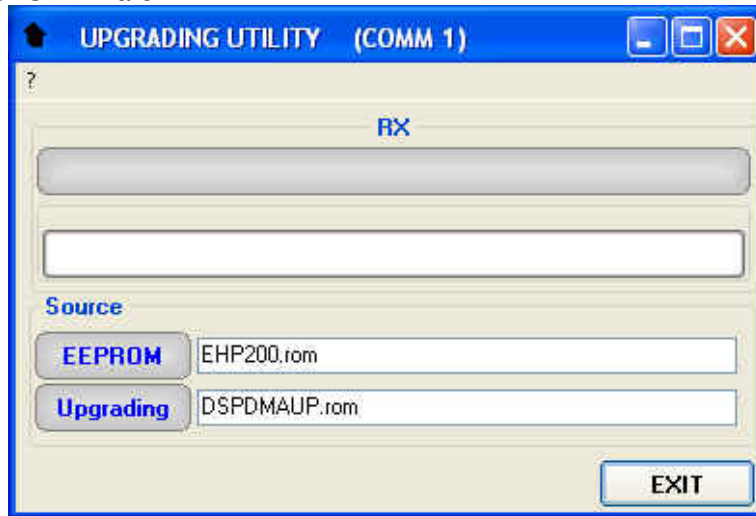 UPGRADING UTILITY (COMM 1)
?
RX
Source
EEPROM EHP200.rom
Upgrading DSPDMAUP.rom
EXIT